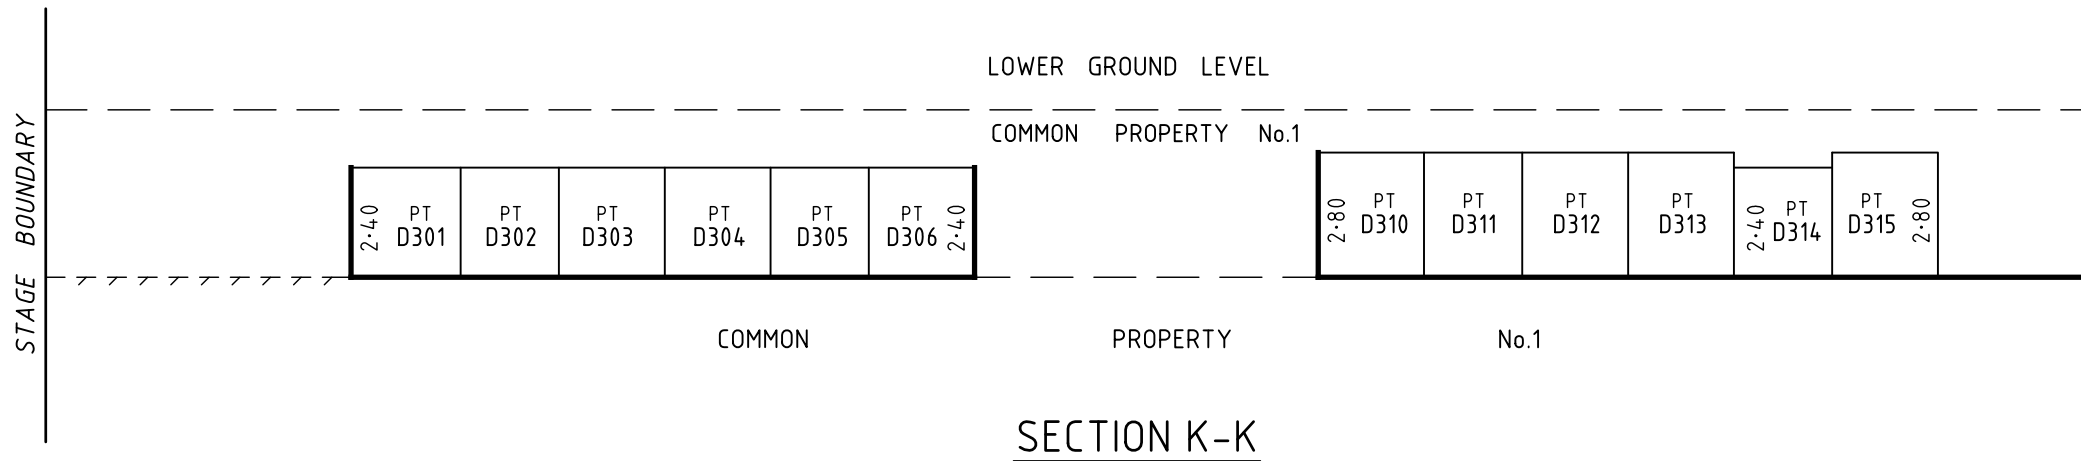 LOWER GROUND LEVEL
COMMON PROPERTY No.1
STAGE BOUNDARY
2·40
PT
D301
PT
D302
PT
D303
PT
D304
PT
D305
PT
D306
2·40
2·80
PT
D310
PT
D311
PT
D312
PT
D313
2·40
PT
D314
PT
D315
2·80
COMMON PROPERTY No.1
SECTION K-K